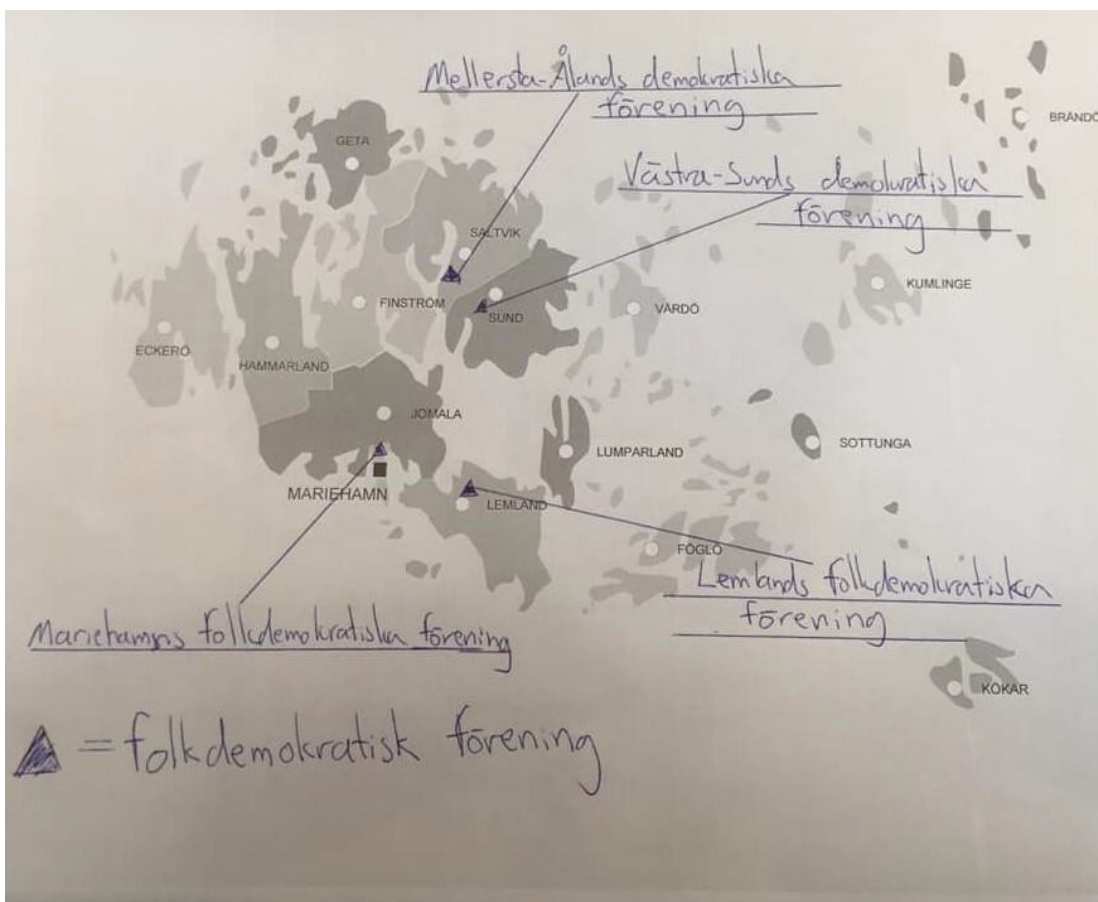 Mellersta-Ålands demokratiska
förening
BRÄNDÖ
GETA
Västra-Sunds demokratiska
förening
SALTVIK
KUMLINGE
FINSTRÖM
VÅRDÖ
SUND
ECKERÖ
HAMMARLAND
JOMALA
SOTTUNGA
LUMPARLAND
MARIEHAMN
LEMLAND
FÖGLÖ
Lemlands folkdemokratiska
förening
Mariehamns folkdemokratiska förening
KÖKAR
= folkdemokratisk förening